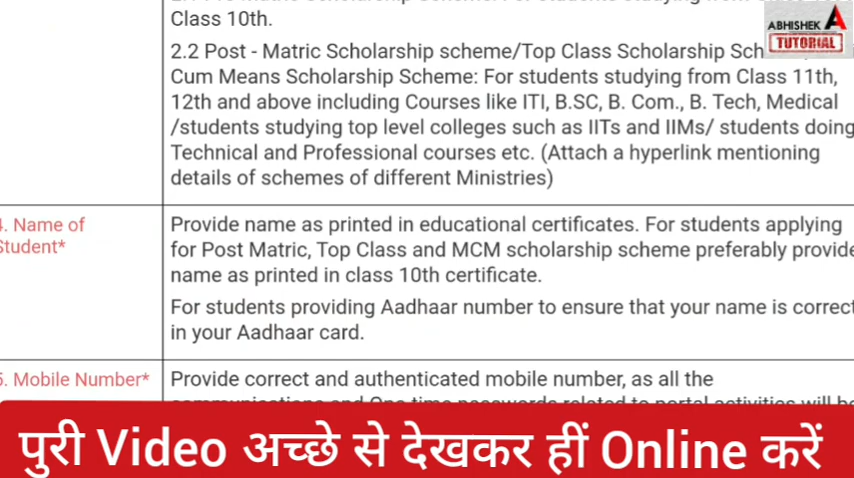 Class 10th.
2.2 Post - Matric Scholarship scheme/Top Class Scholarship
Cum Means Scholarship Scheme: For students studying from Class 11th,
12th and above including Courses like ITI, B.SC, B. Com., B. Tech, Medical
/students studying top level colleges such as IITs and IIMs/ students doing
Technical and Professional courses etc. (Attach a hyperlink mentioning
details of schemes of different Ministries)
ABHISHEK A
TUTORIAL
4. Name of
Student*
Provide name as printed in educational certificates. For students applying
for Post Matric, Top Class and MCM scholarship scheme preferably provide
name as printed in class 10th certificate.
For students providing Aadhaar number to ensure that your name is correct
in your Aadhaar card.
5. Mobile Number*
Provide correct and authenticated mobile number, as all the
पुरी Video अच्छे से देखकर हीं Online करें